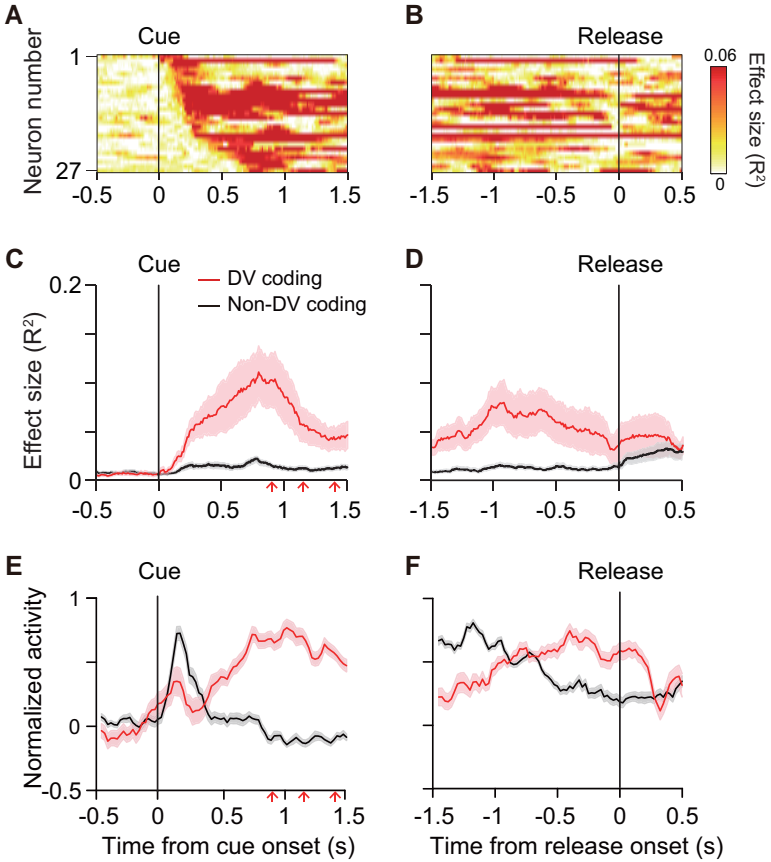 A
Cue
Neuron number
1
27
-0.5 0 0.5 1 1.5
B
Release
-1.5 -1 -0.5 0 0.5
0.06
0
Effect size (R²)
C
Cue
DV coding
Non-DV coding
Effect size (R²)
0.2
0
-0.5 0 0.5 1 1.5
D
Release
-1.5 -1 -0.5 0 0.5
E
Cue
Normalized activity
1
0
-0.5
-0.5 0 0.5 1 1.5
Time from cue onset (s)
F
Release
-1.5 -1 -0.5 0 0.5
Time from release onset (s)